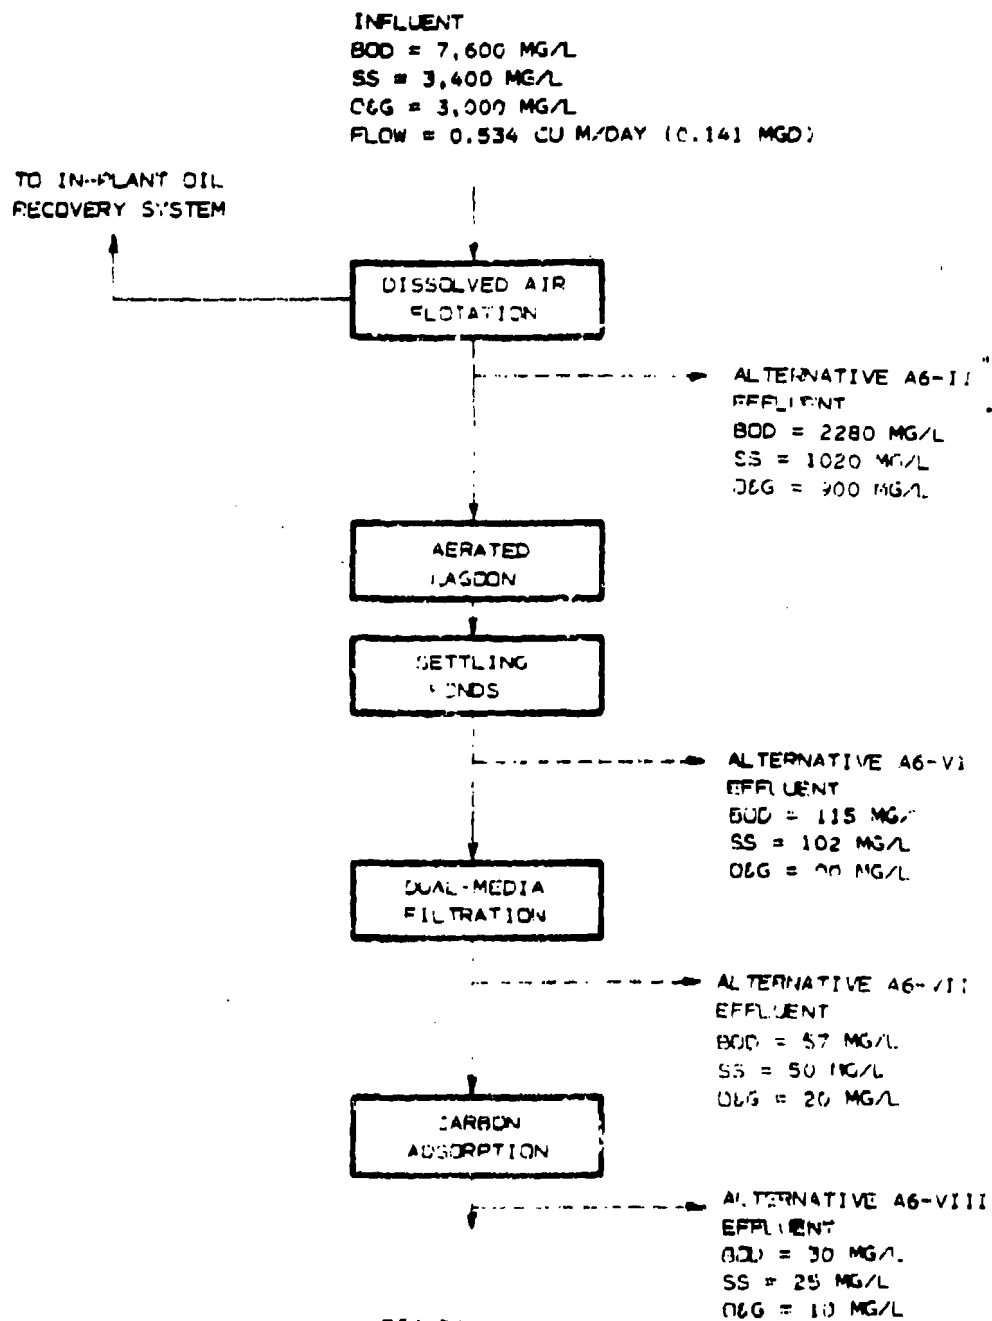 INFLUENT
BOD = 7,600 MG/L
SS = 3,400 MG/L
O&G = 3,000 MG/L
FLOW = 0.534 CU M/DAY (0.141 MGD)
TO IN-PLANT OIL
RECOVERY SYSTEM
DISSOLVED AIR
FLOTATION
ALTERNATIVE A6-II
EFFLUENT
BOD = 2280 MG/L
SS = 1020 MG/L
O&G = 900 MG/L
AERATED
LAGOON
SETTLING
PONDS
ALTERNATIVE A6-VI
EFFLUENT
BOD = 115 MG/
SS = 102 MG/L
O&G = MG/L
DUAL-MEDIA
FILTRATION
ALTERNATIVE A6-VII
EFFLUENT
BOD = 57 MG/L
SS = 50 MG/L
O&G = 20 MG/L
CARBON
ADSORPTION
ALTERNATIVE A6-VIII
EFFLUENT
BOD = 30 MG/L
SS = 25 MG/L
O&G = 10 MG/L